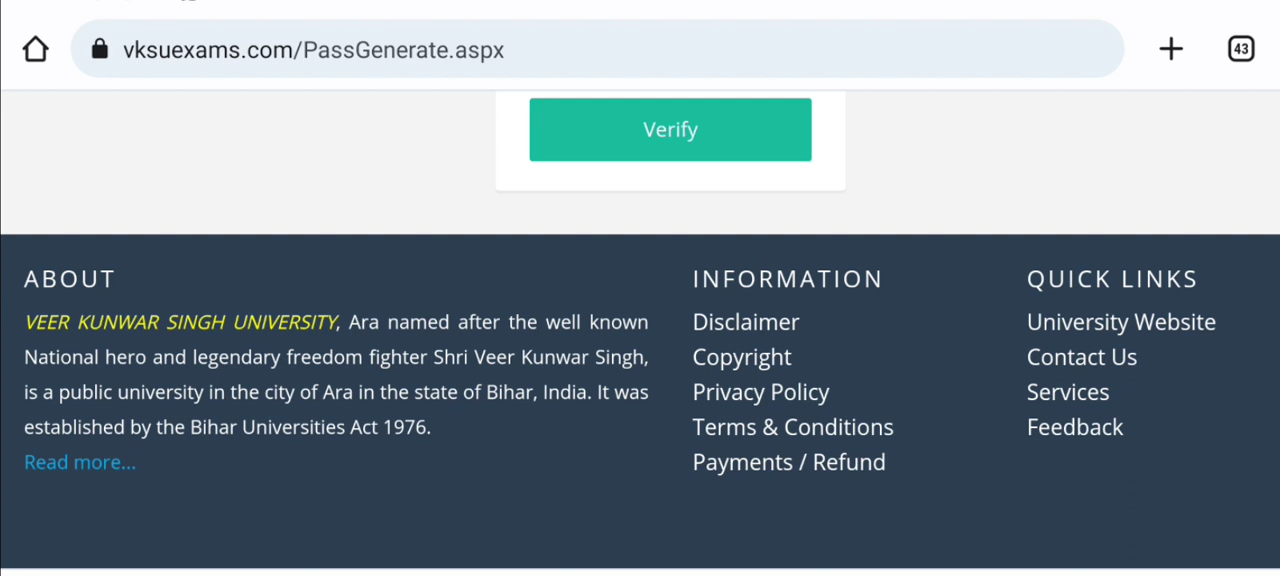 vksuexams.com/PassGenerate.aspx
43
Verify
ABOUT
VEER KUNWAR SINGH UNIVERSITY, Ara named after the well known
National hero and legendary freedom fighter Shri Veer Kunwar Singh,
is a public university in the city of Ara in the state of Bihar, India. It was
established by the Bihar Universities Act 1976.
Read more...
INFORMATION
Disclaimer
Copyright
Privacy Policy
Terms & Conditions
Payments / Refund
QUICK LINKS
University Website
Contact Us
Services
Feedback